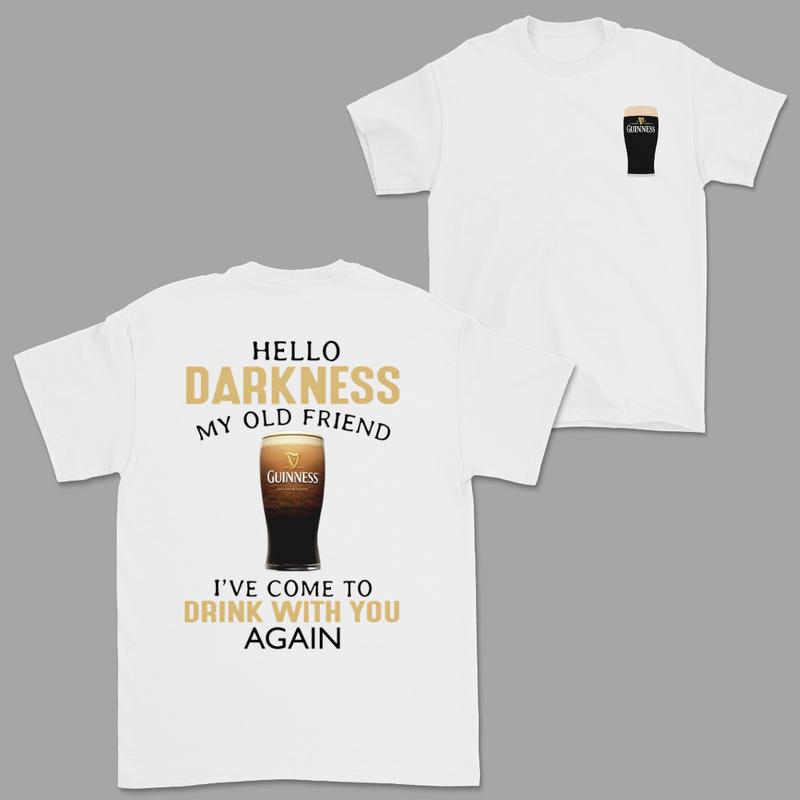 GUINNESS
HELLO
DARKNESS
MY OLD FRIEND
GUINNESS
I'VE COME TO
DRINK WITH YOU
AGAIN